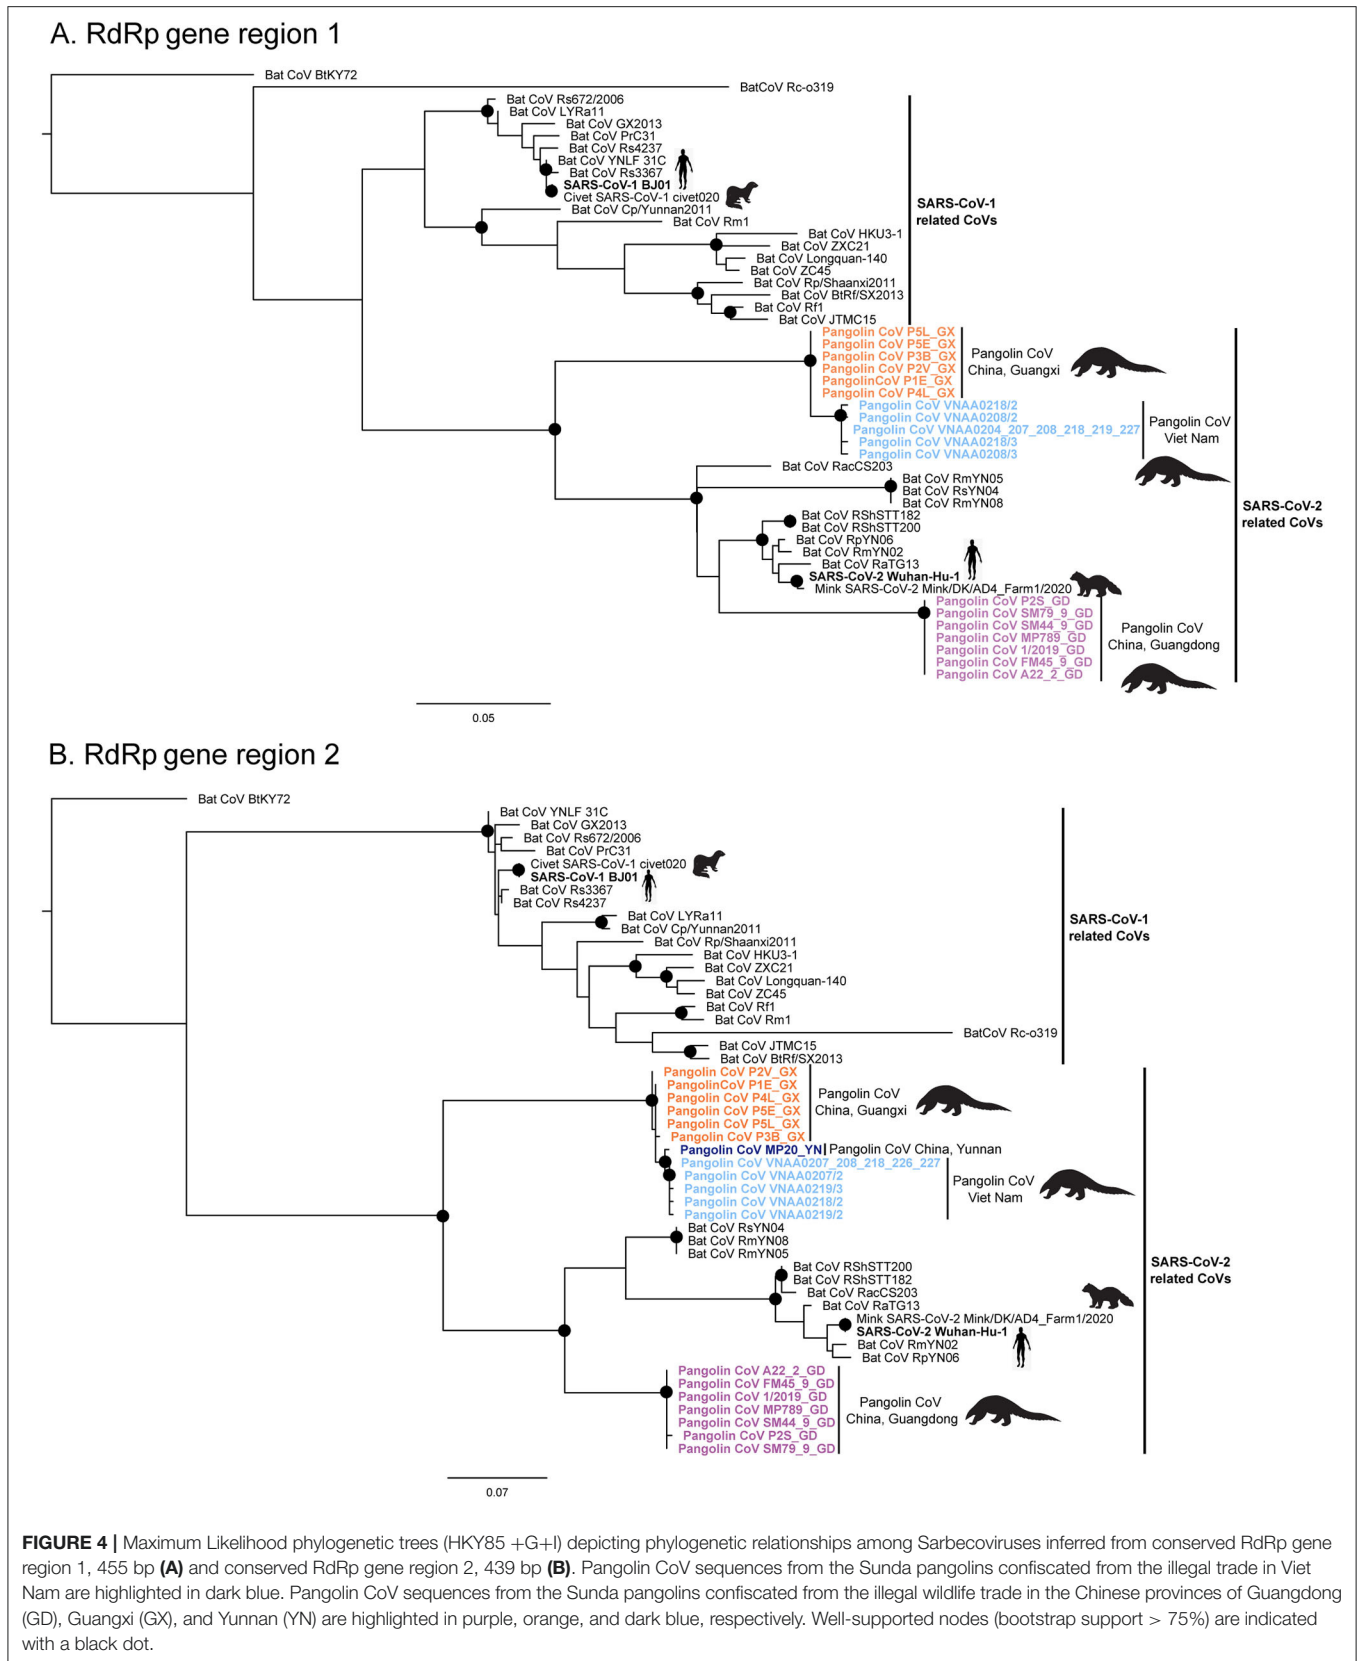 A. RdRp gene region 1
Bat CoV BtKY72
BatCoV Rc-o319
Bat CoV Rs672/2006
Bat CoV LYRa11
Bat CoV GX2013
Bat CoV PrC31
Bat CoV Rs4237
Bat CoV YNLF 31C
Bat CoV Rs3367
SARS-CoV-1 BJ01
Civet SARS-CoV-1 civet020
Bat CoV Cp/Yunnan2011
Bat CoV Rm1
Bat CoV HKU3-1
Bat CoV ZXC21
Bat CoV Longquan-140
Bat CoV ZC45
Bat CoV Rp/Shaanxi2011
Bat CoV BtRf/SX2013
Bat CoV Rf1
Bat CoV JTMC15
SARS-CoV-1
related CoVs
Pangolin CoV P5L_GX
Pangolin CoV P5E_GX
Pangolin CoV P3B_GX
Pangolin CoV P2V_GX
PangolinCoV P1E_GX
Pangolin CoV P4L_GX
Pangolin CoV
China, Guangxi
Pangolin CoV VNAA0218/2
Pangolin CoV VNAA0208/2
Pangolin CoV VNAA0204_207_208_218_219_227
Pangolin CoV VNAA0218/3
Pangolin CoV VNAA0208/3
Pangolin CoV
Viet Nam
Bat CoV RacCS203
Bat CoV RmYN05
Bat CoV RsYN04
Bat CoV RmYN08
Bat CoV RShSTT182
Bat CoV RShSTT200
Bat CoV RpYN06
Bat CoV RmYN02
Bat CoV RaTG13
SARS-CoV-2 Wuhan-Hu-1
Mink SARS-CoV-2 Mink/DK/AD4_Farm1/2020
SARS-CoV-2
related CoVs
Pangolin CoV P2S_GD
Pangolin CoV SM79_9_GD
Pangolin CoV SM44_9_GD
Pangolin CoV MP789_GD
Pangolin CoV 1/2019_GD
Pangolin CoV FM45_9_GD
Pangolin CoV A22_2_GD
Pangolin CoV
China, Guangdong
0.05
B. RdRp gene region 2
Bat CoV BtKY72
Bat CoV YNLF 31C
Bat CoV GX2013
Bat CoV Rs672/2006
Bat CoV PrC31
Civet SARS-CoV-1 civet020
SARS-CoV-1 BJ01
Bat CoV Rs3367
Bat CoV Rs4237
Bat CoV LYRa11
Bat CoV Cp/Yunnan2011
Bat CoV Rp/Shaanxi2011
Bat CoV HKU3-1
Bat CoV ZXC21
Bat CoV Longquan-140
Bat CoV ZC45
Bat CoV Rf1
Bat CoV Rm1
BatCoV Rc-o319
Bat CoV JTMC15
Bat CoV BtRf/SX2013
SARS-CoV-1
related CoVs
Pangolin CoV P2V_GX
PangolinCoV P1E_GX
Pangolin CoV P4L_GX
Pangolin CoV P5E_GX
Pangolin CoV P5L_GX
Pangolin CoV P3B_GX
Pangolin CoV
China, Guangxi
Pangolin CoV MP20_YN
Pangolin CoV China, Yunnan
Pangolin CoV VNAA0207_208_218_226_227
Pangolin CoV VNAA0207/2
Pangolin CoV VNAA0219/3
Pangolin CoV VNAA0218/2
Pangolin CoV VNAA0219/2
Pangolin CoV
Viet Nam
Bat CoV RsYN04
Bat CoV RmYN08
Bat CoV RmYN05
Bat CoV RShSTT200
Bat CoV RShSTT182
Bat CoV RacCS203
Bat CoV RaTG13
Mink SARS-CoV-2 Mink/DK/AD4_Farm1/2020
SARS-CoV-2 Wuhan-Hu-1
Bat CoV RmYN02
Bat CoV RpYN06
SARS-CoV-2
related CoVs
Pangolin CoV A22_2_GD
Pangolin CoV FM45_9_GD
Pangolin CoV 1/2019_GD
Pangolin CoV MP789_GD
Pangolin CoV SM44_9_GD
Pangolin CoV P2S_GD
Pangolin CoV SM79_9_GD
Pangolin CoV
China, Guangdong
0.07
FIGURE 4 | Maximum Likelihood phylogenetic trees (HKY85 +G+I) depicting phylogenetic relationships among Sarbecoviruses inferred from conserved RdRp gene
region 1, 455 bp (A) and conserved RdRp gene region 2, 439 bp (B). Pangolin CoV sequences from the Sunda pangolins confiscated from the illegal trade in Viet
Nam are highlighted in dark blue. Pangolin CoV sequences from the Sunda pangolins confiscated from the illegal wildlife trade in the Chinese provinces of Guangdong
(GD), Guangxi (GX), and Yunnan (YN) are highlighted in purple, orange, and dark blue, respectively. Well-supported nodes (bootstrap support > 75%) are indicated
with a black dot.